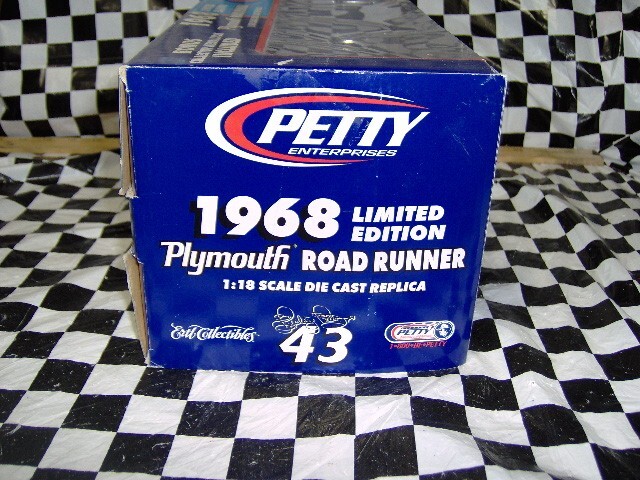 PETTY
ENTERPRISES
1968 LIMITED EDITION
Plymouth ROAD RUNNER
1:18 SCALE DIE CAST REPLICA
Ertl Collectibles
43
PETTY